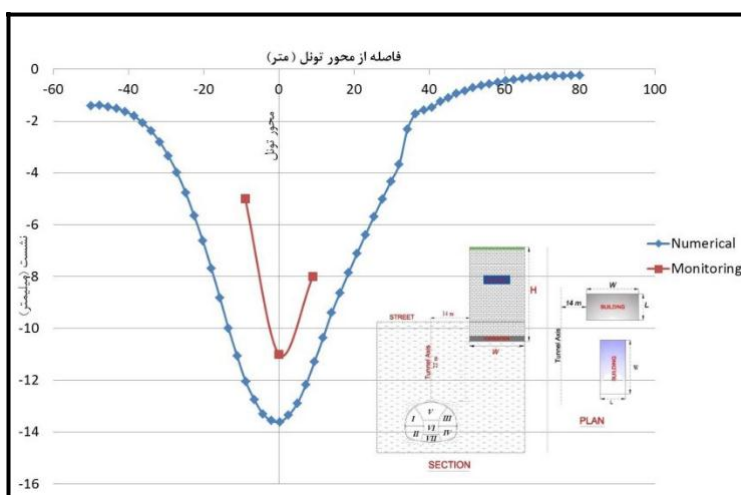 فاصله از محور تونل (متر)
0
-60
-40
-20
0
20
40
60
80
100
محور تونل
-2
-4
-6
-8
-10
-12
-14
-16
نشست (میلیمتر)
Numerical
Monitoring
H
14 m
STREET
W
Tunnel Axis
22 m
I
V
III
VI
II
VII
IV
SECTION
W
14 m
BUILDING
L
Tunnel Axis
BUILDING
W
L
PLAN